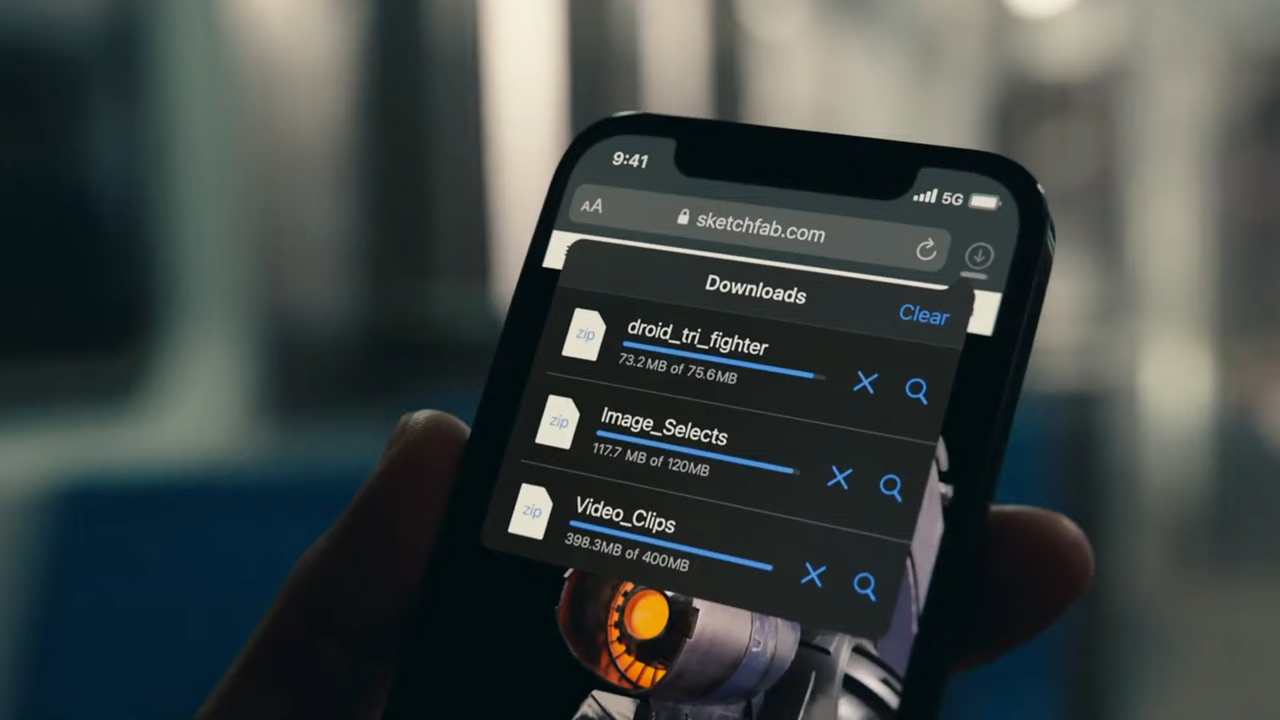 9:41
5G
AA
sketchfab.com
Downloads
Clear
zip
droid_tri_fighter
73.2MB of 75.6MB
zip
Image_Selects
117.7 MB of 120MB
zip
Video_Clips
398.3MB of 400MB